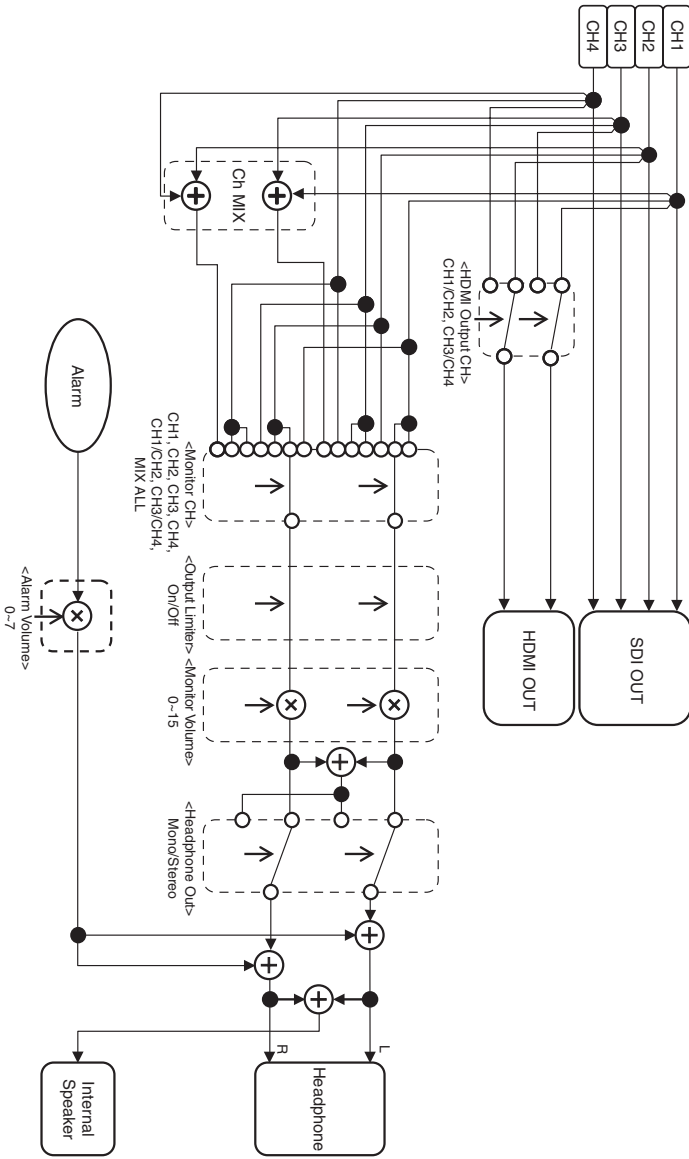 CH1
CH2
CH3
CH4
SDI OUT
HDMI OUT
<HDMI Output CH>
CH1/CH2, CH3/CH4
Ch MIX
<Monitor CH>
CH1, CH2, CH3, CH4,
CH1/CH2, CH3/CH4,
MIX ALL
<Output Limiter>
On/Off
<Monitor Volume>
0~15
<Headphone Out>
Mono/Stereo
L
R
Headphone
Alarm
<Alarm Volume>
0~7
Internal
Speaker